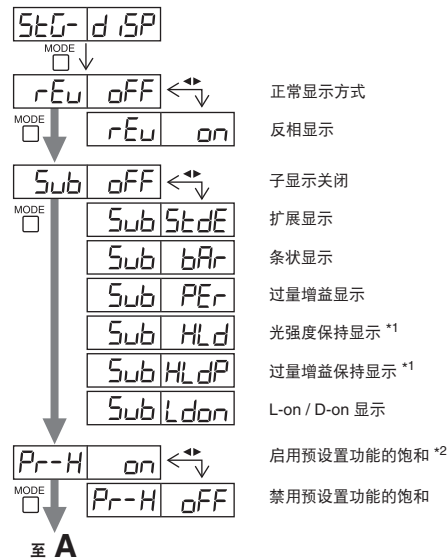 StG- diSP
MODE
rEv oFF 正常显示方式
MODE
rEv on 反相显示
Sub oFF 子显示关闭
MODE
Sub StdE 扩展显示
Sub bAr 条状显示
Sub PEr 过量增益显示
Sub HLd 光强度保持显示 *1
Sub HLdP 过量增益保持显示 *1
Sub Ldon L-on / D-on 显示
Pr-H on 启用预设置功能的饱和 *2
MODE
Pr-H oFF 禁用预设置功能的饱和
至 A